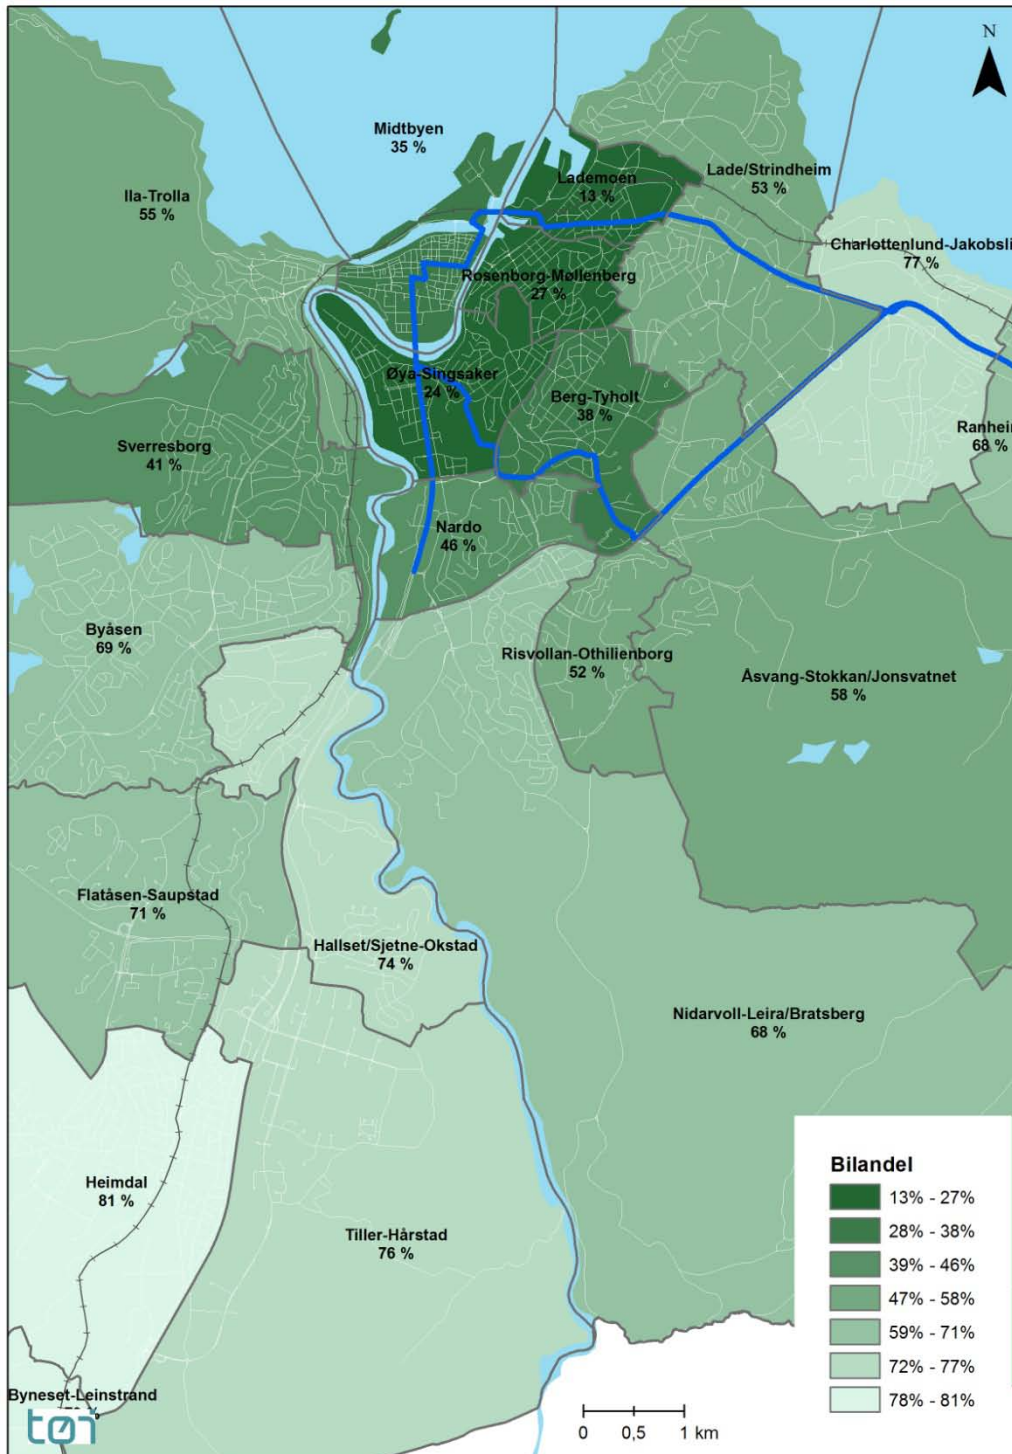 N
Midtbyen
35 %
Lademoen
13 %
Lade/Strindheim
53 %
Ila-Trolla
55 %
Charlottenlund-Jakobsli
77 %
Rosenborg-Møllenberg
27 %
Øya-Singsaker
24 %
Berg-Tyholt
38 %
Ranheim
68 %
Sverresborg
41 %
Nardo
46 %
Byåsen
69 %
Risvollan-Othilienborg
52 %
Åsvang-Stokkan/Jonsvatnet
58 %
Flatåsen-Saupstad
71 %
Hallset/Sjetne-Okstad
74 %
Nidarvoll-Leira/Bratsberg
68 %
Heimdal
81 %
Tiller-Hårstad
76 %
Byneset-Leinstrand
tøi
Bilandel
13% - 27%
28% - 38%
39% - 46%
47% - 58%
59% - 71%
72% - 77%
78% - 81%
0 0,5 1 km